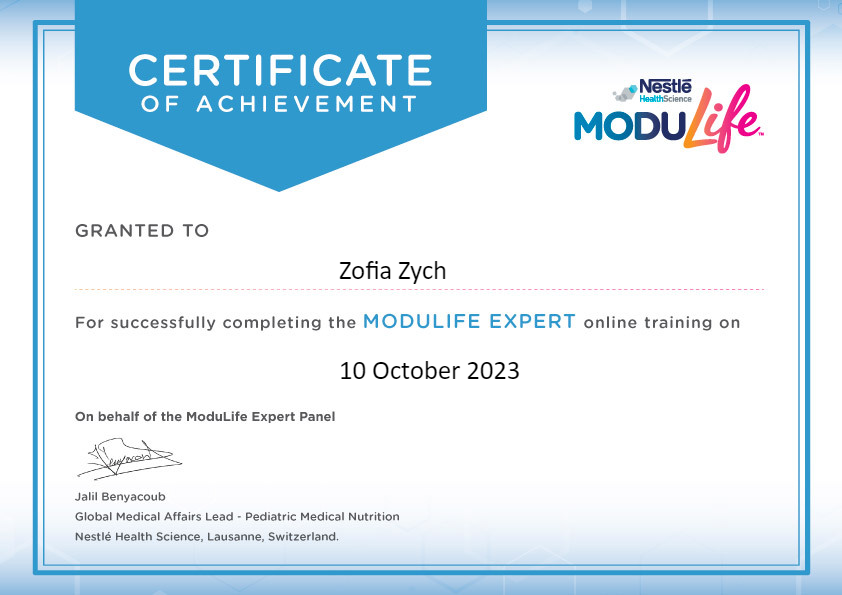 CERTIFICATE
OF ACHIEVEMENT
Nestlé
HealthScience
MODULife™
GRANTED TO
Zofia Zych
For successfully completing the MODULIFE EXPERT online training on
10 October 2023
On behalf of the ModuLife Expert Panel
Benyacoub
Jalil Benyacoub
Global Medical Affairs Lead - Pediatric Medical Nutrition
Nestlé Health Science, Lausanne, Switzerland.